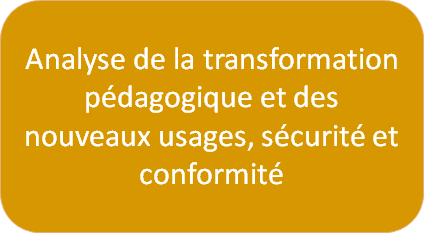 Analyse de la transformation
pédagogique et des
nouveaux usages, sécurité et
conformité